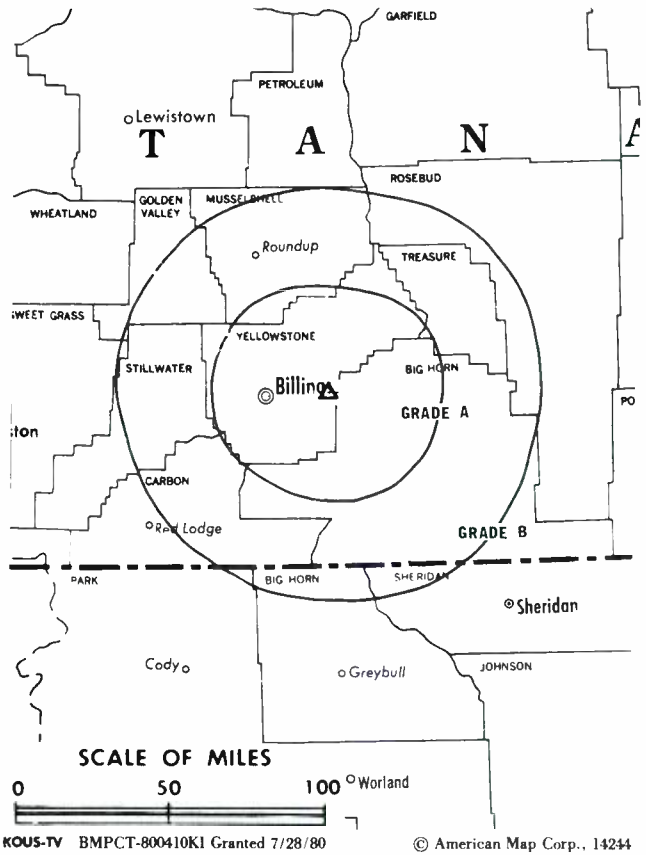 GARFIELD
PETROLEUM
Lewistown
T A N A
ROSEBUD
WHEATLAND
GOLDEN
VALLEY
MUSSELSHELL
Roundup
TREASURE
SWEET GRASS
YELLOWSTONE
STILLWATER
BIG HORN
Billings
PO
GRADE A
ston
CARBON
Red Lodge
GRADE B
PARK
BIG HORN
SHERIDAN
Sheridan
Cody
Greybull
JOHNSON
SCALE OF MILES
0 50 100
Worland
KOUS-TV BMPCT-800410KI Granted 7/28/80
© American Map Corp., 14244